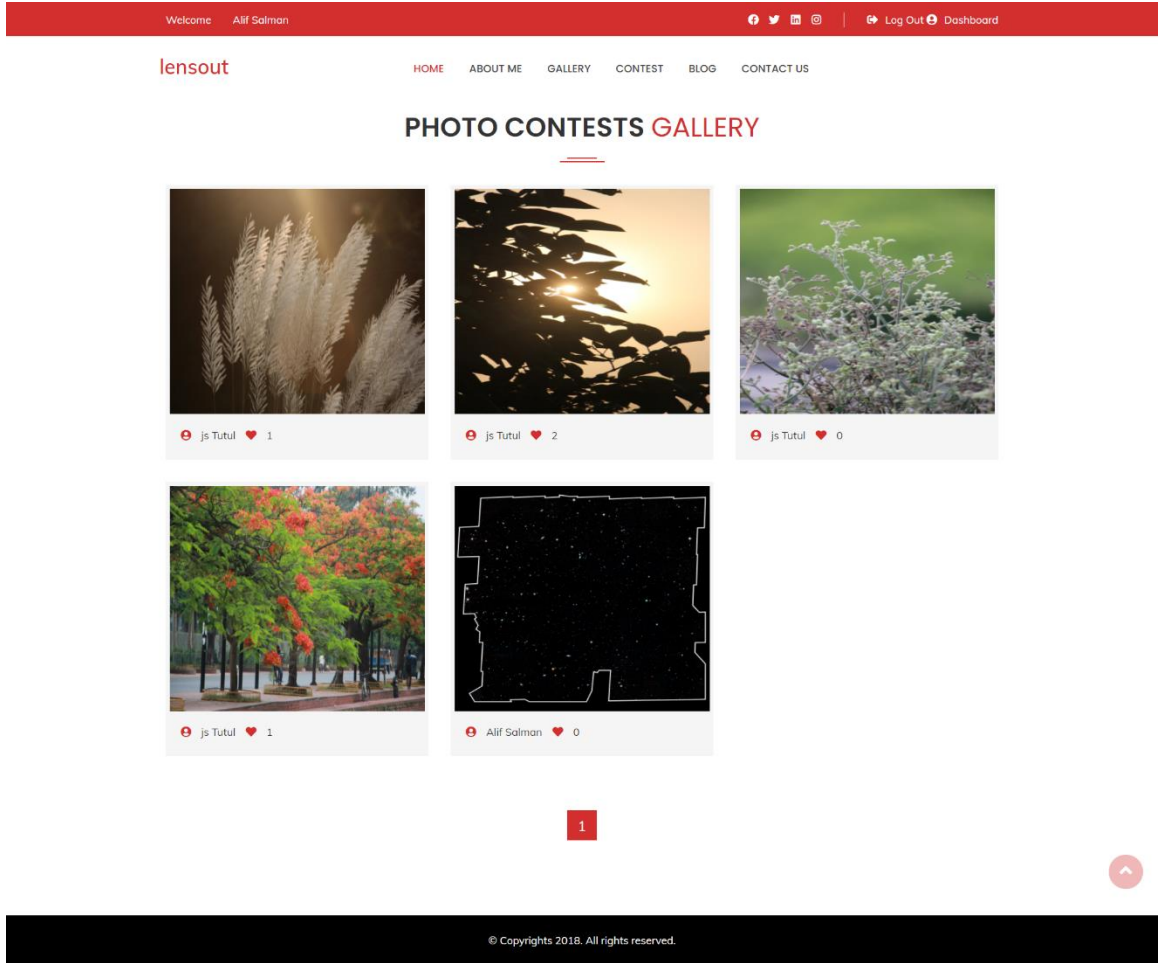 Welcome Alif Salman Log Out Dashboard
lensout HOME ABOUT ME GALLERY CONTEST BLOG CONTACT US
PHOTO CONTESTS GALLERY
js Tutul 1 js Tutul 2 js Tutul 0
js Tutul 1 Alif Salman 0
1
© Copyrights 2018. All rights reserved.